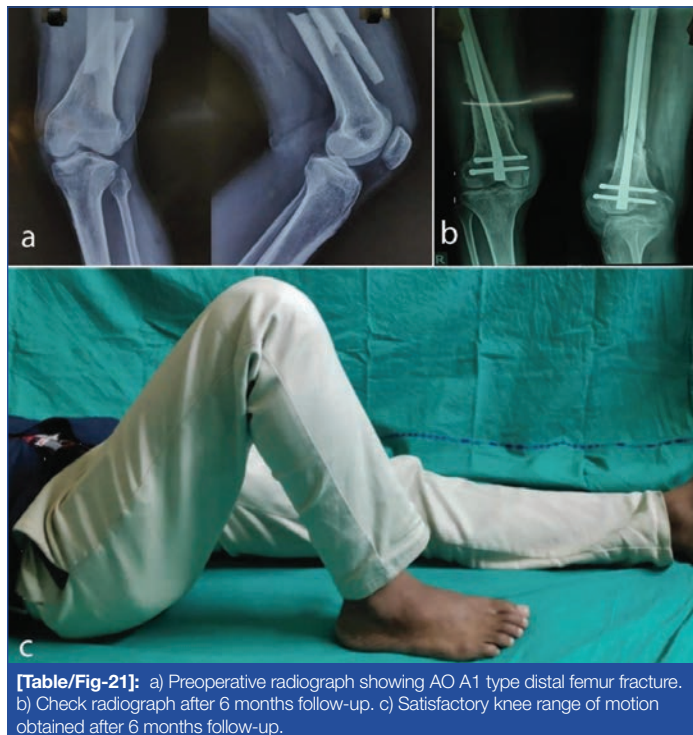 a
b
R
c
[Table/Fig-21]: a) Preoperative radiograph showing AO A1 type distal femur fracture.
b) Check radiograph after 6 months follow-up. c) Satisfactory knee range of motion
obtained after 6 months follow-up.